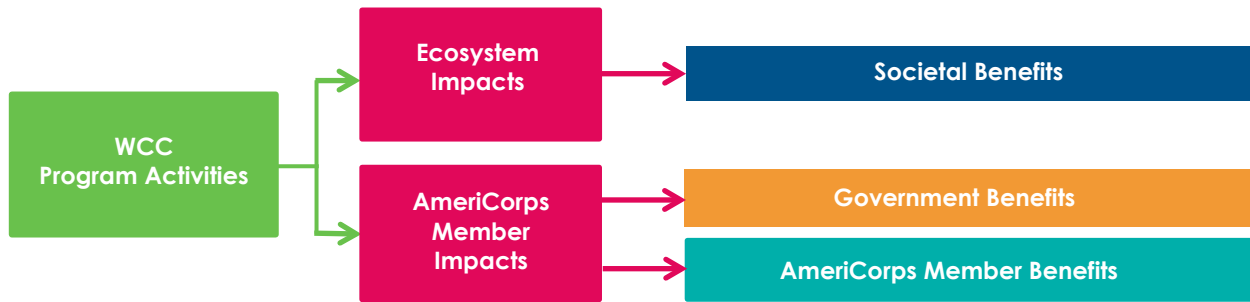 WCC
Program Activities
Ecosystem
Impacts
Societal Benefits
AmeriCorps
Member
Impacts
Government Benefits
AmeriCorps Member Benefits